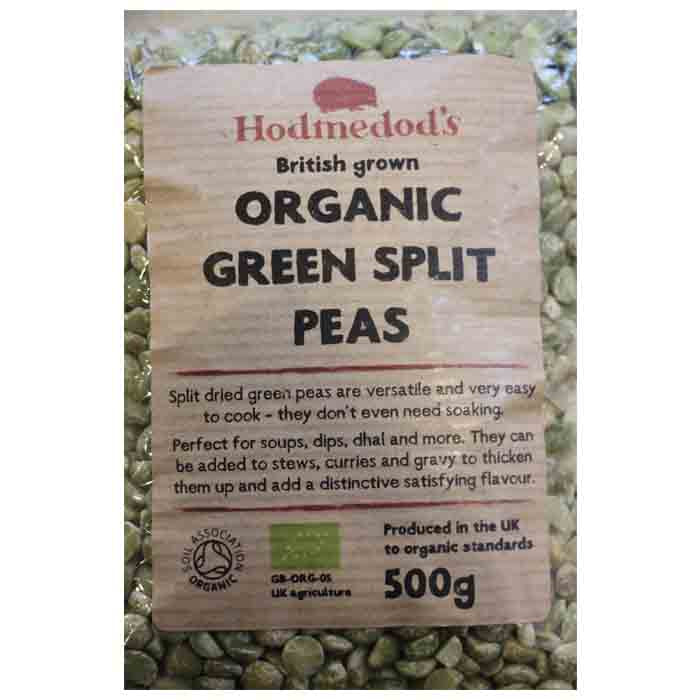 Hodmedod's
British grown
ORGANIC
GREEN SPLIT
PEAS
Split dried green peas are versatile and very easy
to cook - they don't even need soaking.
Perfect for soups, dips, dhal and more. They can
be added to stews, curries and gravy to thicken
them up and add a distinctive satisfying flavour.
SOIL ASSOCIATION
ORGANIC
GB-ORG-05
UK agriculture
Produced in the UK
to organic standards
500g